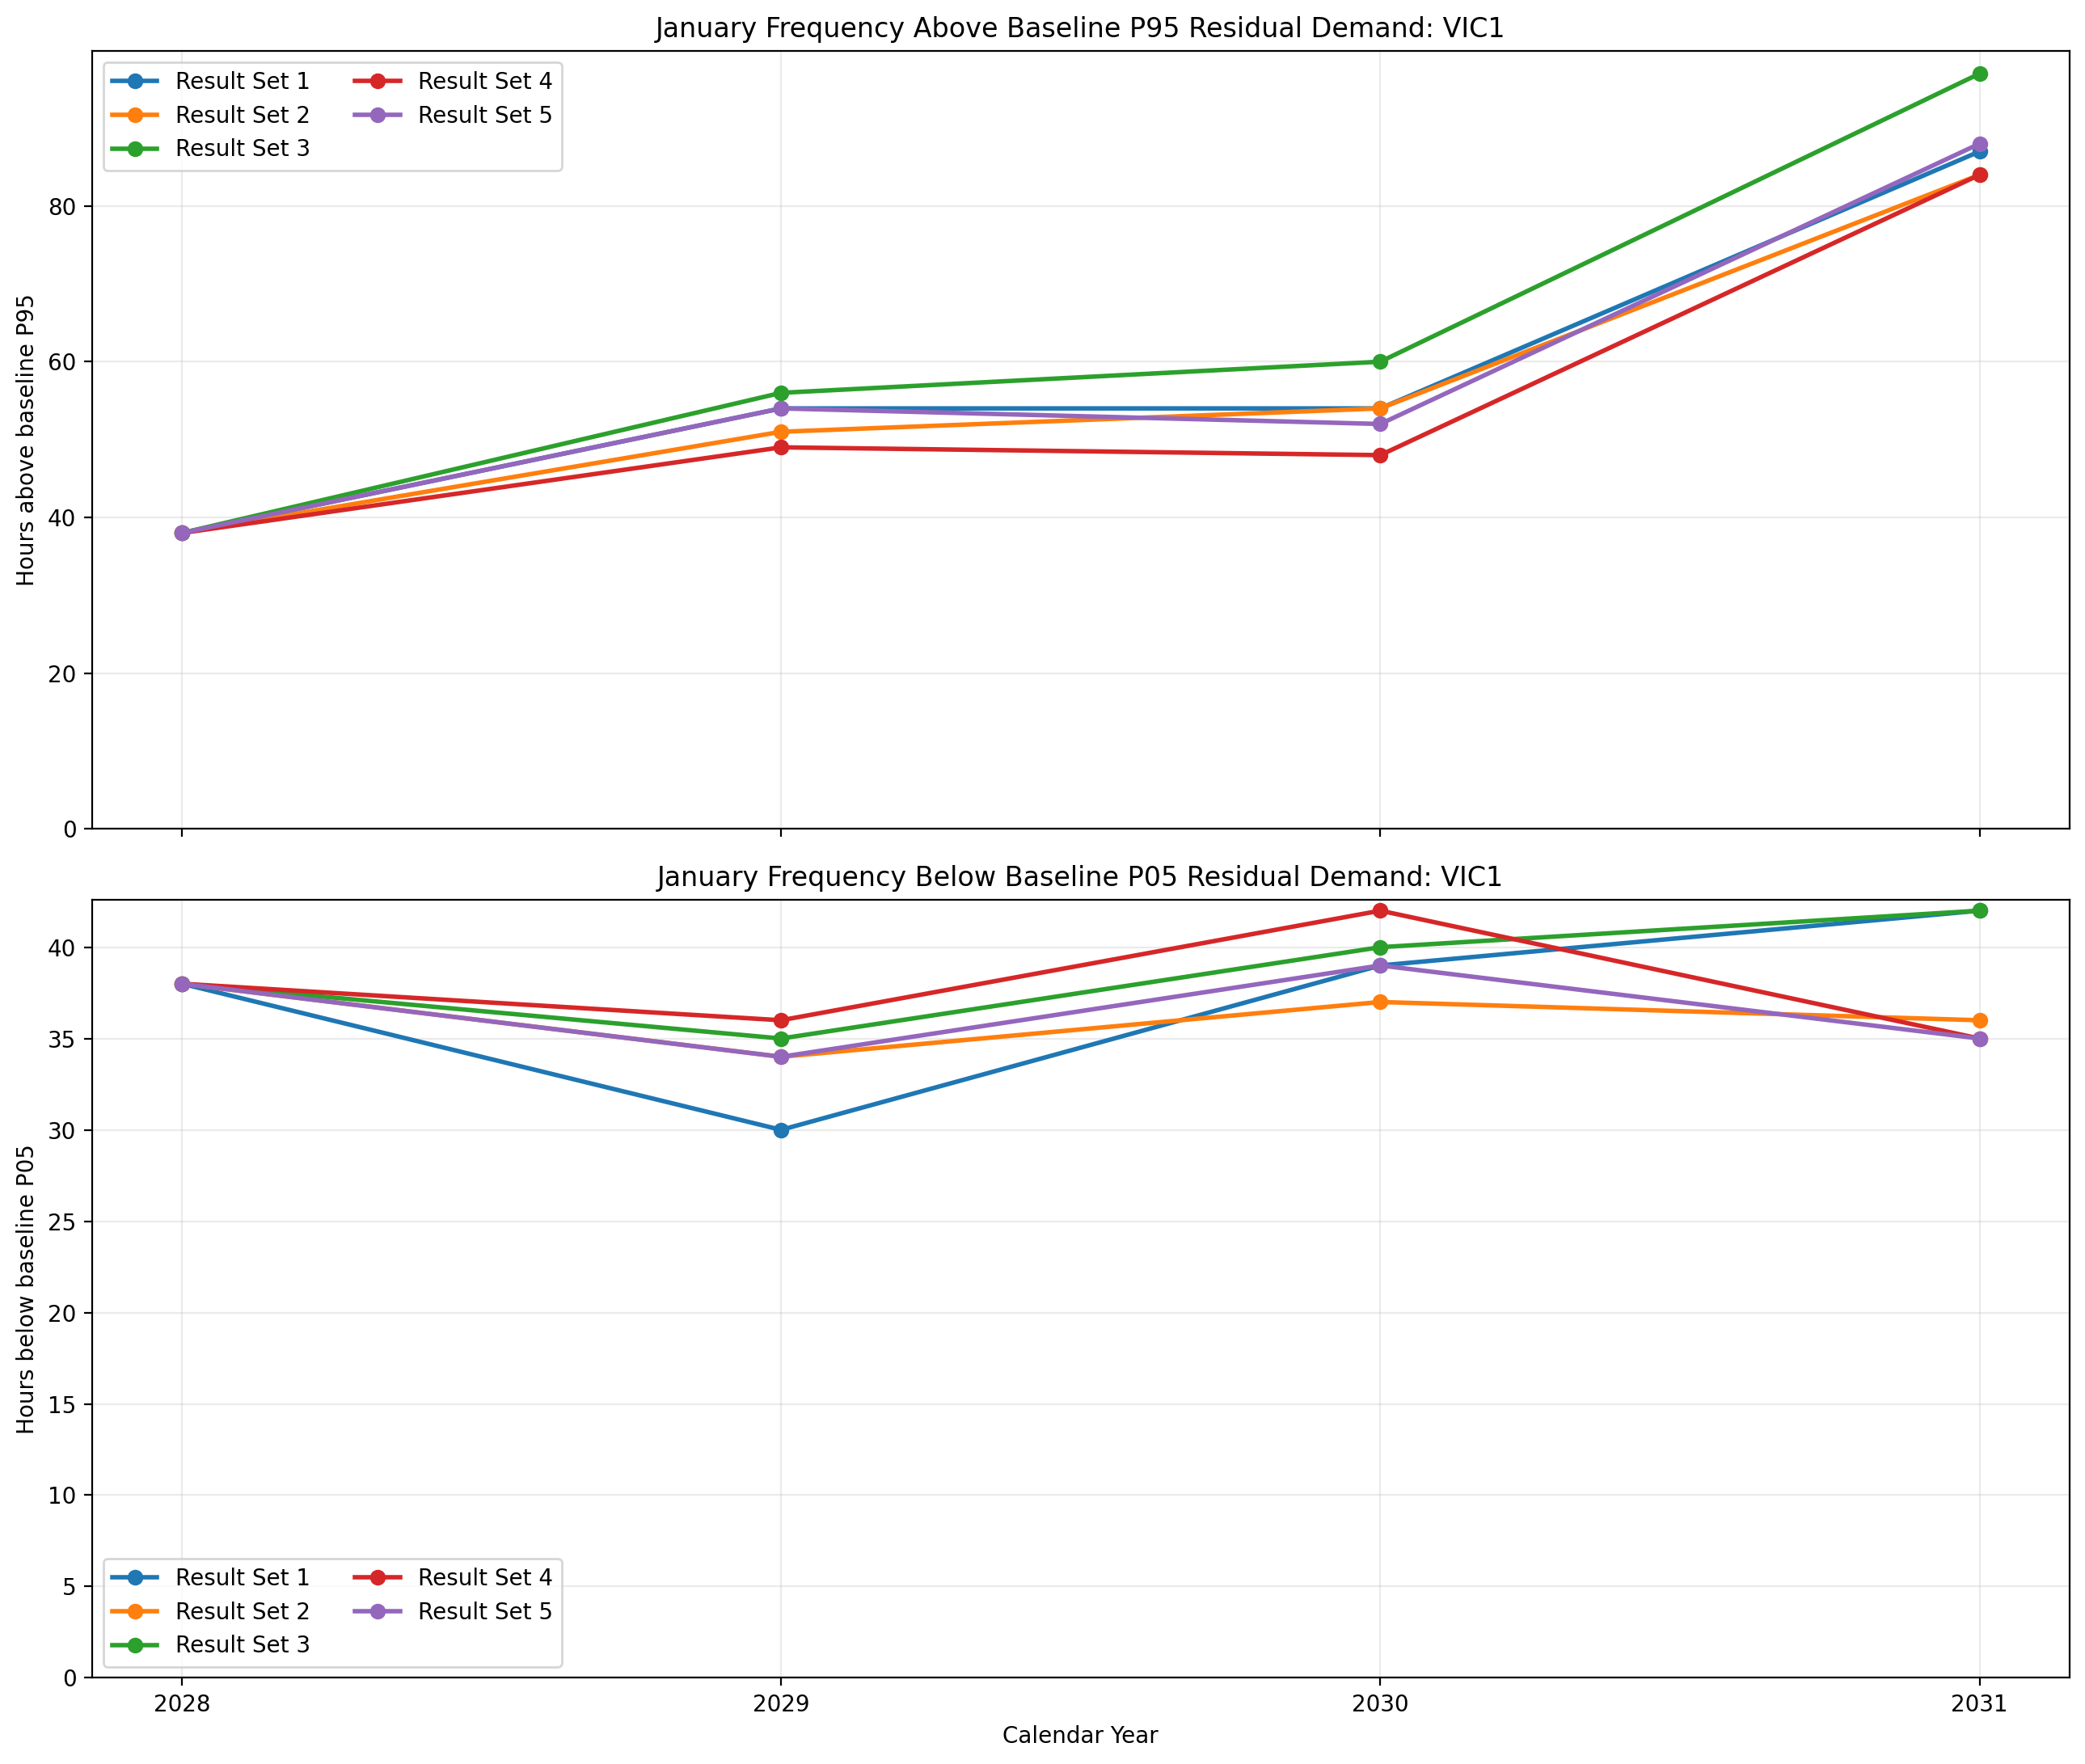 January Frequency Above Baseline P95 Residual Demand: VIC1
Result Set 1
Result Set 2
Result Set 3
Result Set 4
Result Set 5
Hours above baseline P95
80
60
40
20
0
January Frequency Below Baseline P05 Residual Demand: VIC1
Hours below baseline P05
40
35
30
25
20
15
10
5
0
Result Set 1
Result Set 2
Result Set 3
Result Set 4
Result Set 5
2028
2029
2030
2031
Calendar Year